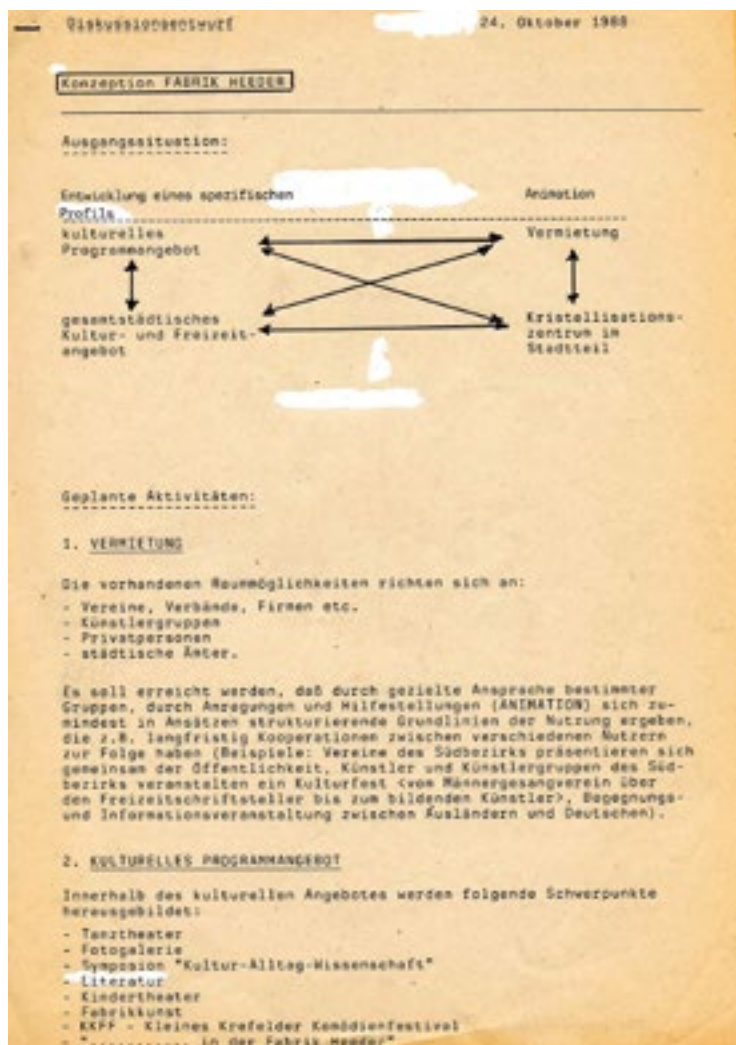 Diskussionsentwurf 24. Oktober 1988
Konzeption FABRIK HEEDER
Ausgangssituation:
Entwicklung eines spezifischen Animation
Profils
kulturelles Vermietung
Programmangebot
gesamtstädtisches Kristallisations-
Kultur- und Freizeit- zentrum im
angebot Stadtteil
Geplante Aktivitäten:
1. VERMIETUNG
Die vorhandenen Raummöglichkeiten richten sich an:
- Vereine, Verbände, Firmen etc.
- Künstlergruppen
- Privatpersonen
- städtische Ämter.
Es soll erreicht werden, daß durch gezielte Ansprache bestimmter
Gruppen, durch Anregungen und Hilfestellungen (ANIMATION) sich zu-
mindest in Ansätzen strukturierende Grundlinien der Nutzung ergeben,
die z.B. langfristig Kooperationen zwischen verschiedenen Nutzern
zur Folge haben (Beispiele: Vereine des Südbezirks präsentieren sich
gemeinsam der Öffentlichkeit, Künstler und Künstlergruppen des Süd-
bezirks veranstalten ein Kulturfest <vom Männergesangverein über
den Freizeitschriftsteller bis zum bildenden Künstler>, Begegnungs-
und Informationsveranstaltung zwischen Ausländern und Deutschen).
2. KULTURELLES PROGRAMMANGEBOT
Innerhalb des kulturellen Angebotes werden folgende Schwerpunkte
herausgebildet:
- Tanztheater
- Fotogalerie
- Symposion "Kultur-Alltag-Wissenschaft"
- Literatur
- Kindertheater
- Fabrikkunst
- KKFF - Kleines Krefelder Komödienfestival
- "........... in der Fabrik Heeder"